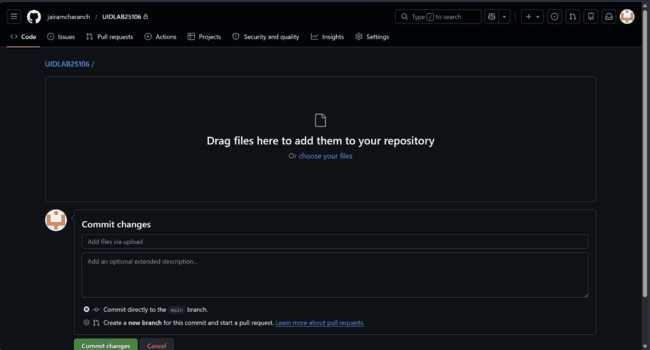 jairamcharanch / UIDLAB25106
Type / to search
Code Issues Pull requests Actions Projects Security and quality Insights Settings
UIDLAB25106 /
Drag files here to add them to your repository
Or choose your files
Commit changes
Add files via upload
Add an optional extended description...
Commit directly to the main branch.
Create a new branch for this commit and start a pull request. Learn more about pull requests.
Commit changes Cancel